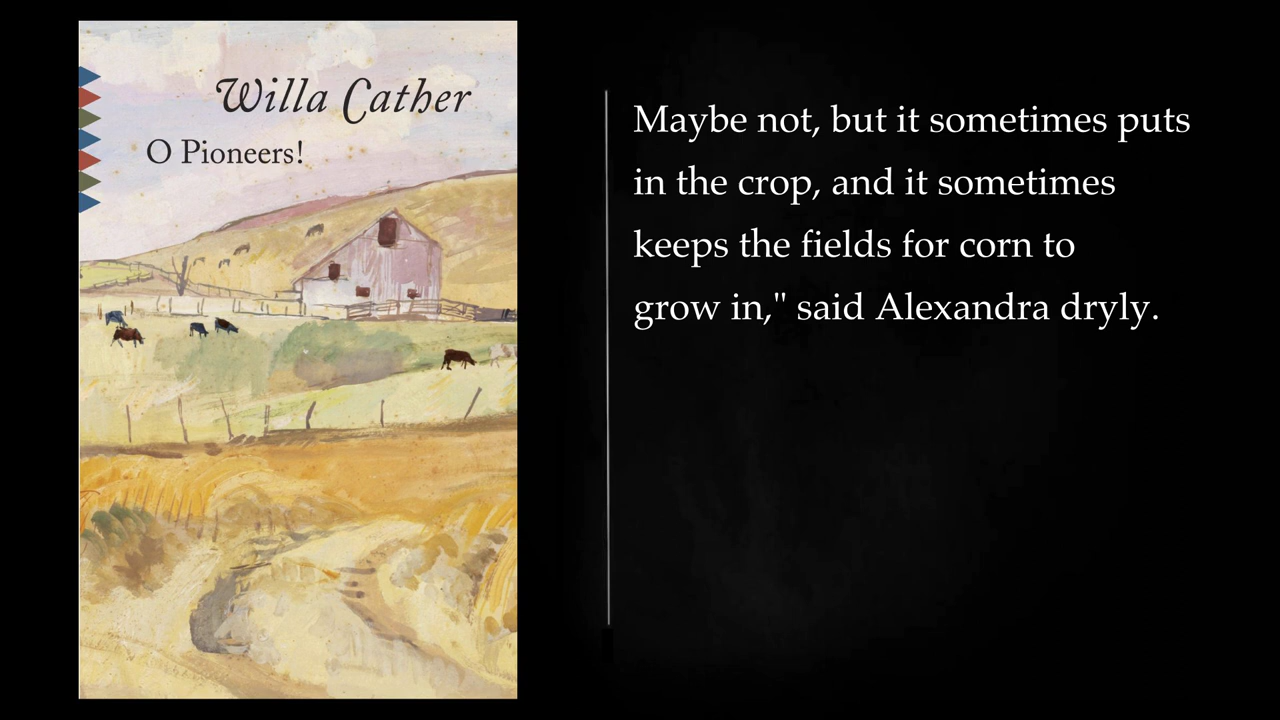 Willa Cather
O Pioneers!
Maybe not, but it sometimes puts
in the crop, and it sometimes
keeps the fields for corn to
grow in," said Alexandra dryly.